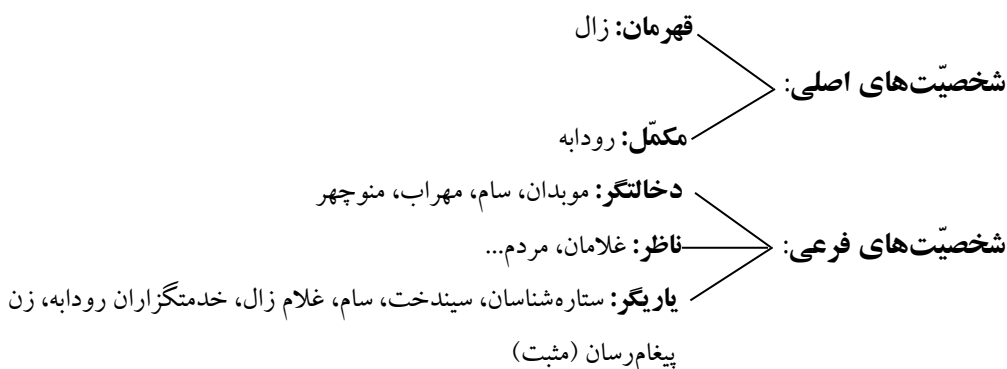 قهرمان: زال
شخصیّت‌های اصلی:
مکمّل: رودابه
دخالتگر: موبدان، سام، مهراب، منوچهر
شخصیّت‌های فرعی: ناظر: غلامان، مردم...
یاریگر: ستاره‌شناسان، سیندخت، سام، غلام زال، خدمتگزاران رودابه، زن
پیغام‌رسان (مثبت)